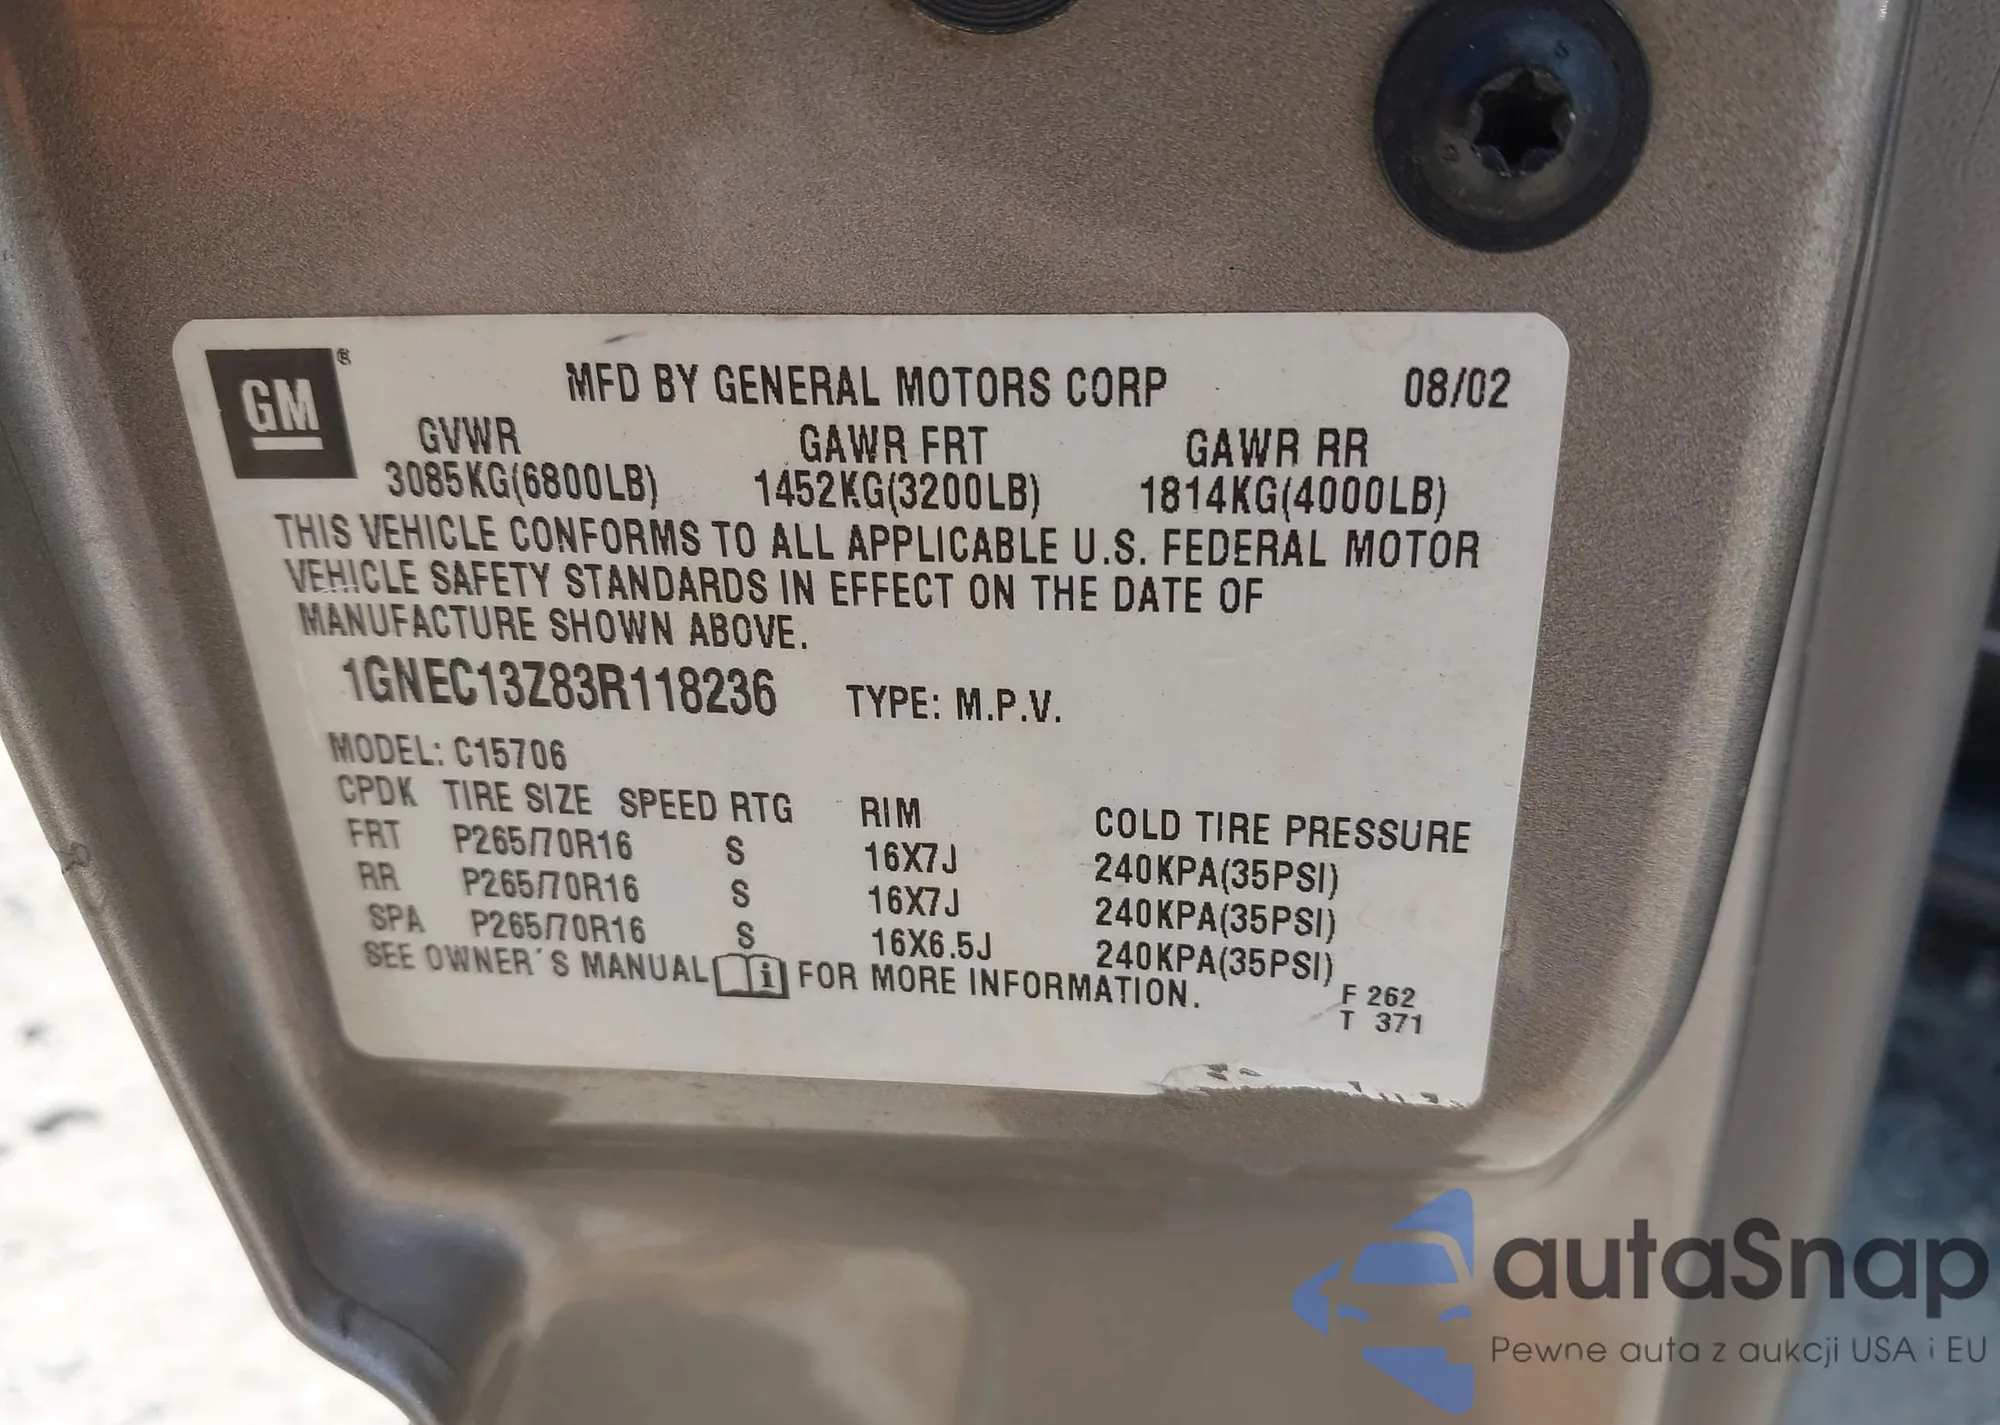 GM ®
MFD BY GENERAL MOTORS CORP 08/02
GVWR GAWR FRT GAWR RR
3085KG(6800LB) 1452KG(3200LB) 1814KG(4000LB)
THIS VEHICLE CONFORMS TO ALL APPLICABLE U.S. FEDERAL MOTOR
VEHICLE SAFETY STANDARDS IN EFFECT ON THE DATE OF
MANUFACTURE SHOWN ABOVE.
1GNEC13Z83R118236 TYPE: M.P.V.
MODEL: C15706
CPDK TIRE SIZE SPEED RTG RIM COLD TIRE PRESSURE
FRT P265/70R16 S 16X7J 240KPA(35PSI)
RR P265/70R16 S 16X7J 240KPA(35PSI)
SPA P265/70R16 S 16X6.5J 240KPA(35PSI)
SEE OWNER´S MANUAL i FOR MORE INFORMATION.
F 262
T 371
autaSnap
Pewne auta z aukcji USA i EU